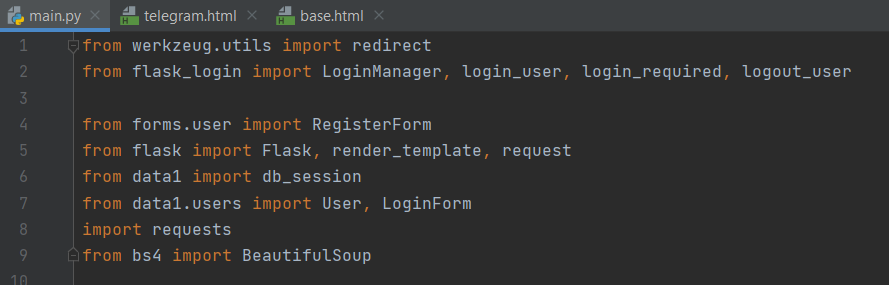 main.py telegram.html base.html
1 from werkzeug.utils import redirect
2 from flask_login import LoginManager, login_user, login_required, logout_user
3
4 from forms.user import RegisterForm
5 from flask import Flask, render_template, request
6 from data1 import db_session
7 from data1.users import User, LoginForm
8 import requests
9 from bs4 import BeautifulSoup
10